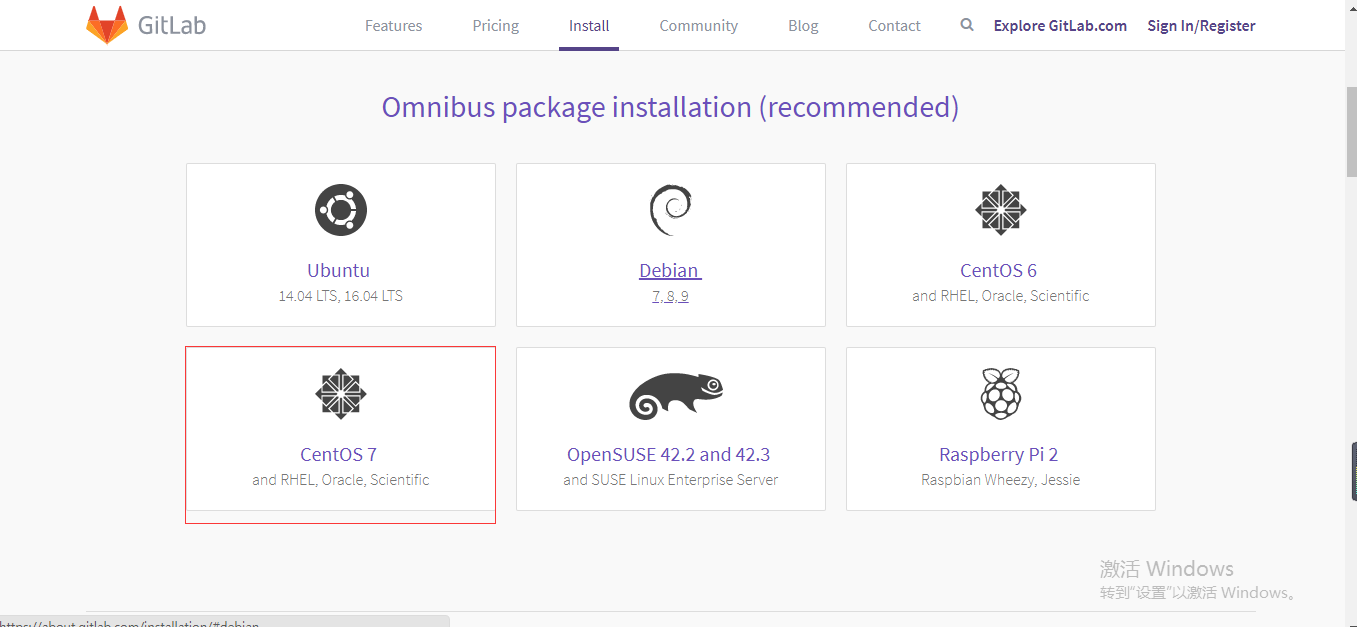 GitLab Features Pricing Install Community Blog Contact Explore GitLab.com Sign In/Register
Omnibus package installation (recommended)
Ubuntu
14.04 LTS, 16.04 LTS
Debian
7, 8, 9
CentOS 6
and RHEL, Oracle, Scientific
CentOS 7
and RHEL, Oracle, Scientific
OpenSUSE 42.2 and 42.3
and SUSE Linux Enterprise Server
Raspberry Pi 2
Raspbian Wheezy, Jessie
激活 Windows
转到“设置”以激活 Windows。
https://about.gitlab.com/installation/#debian